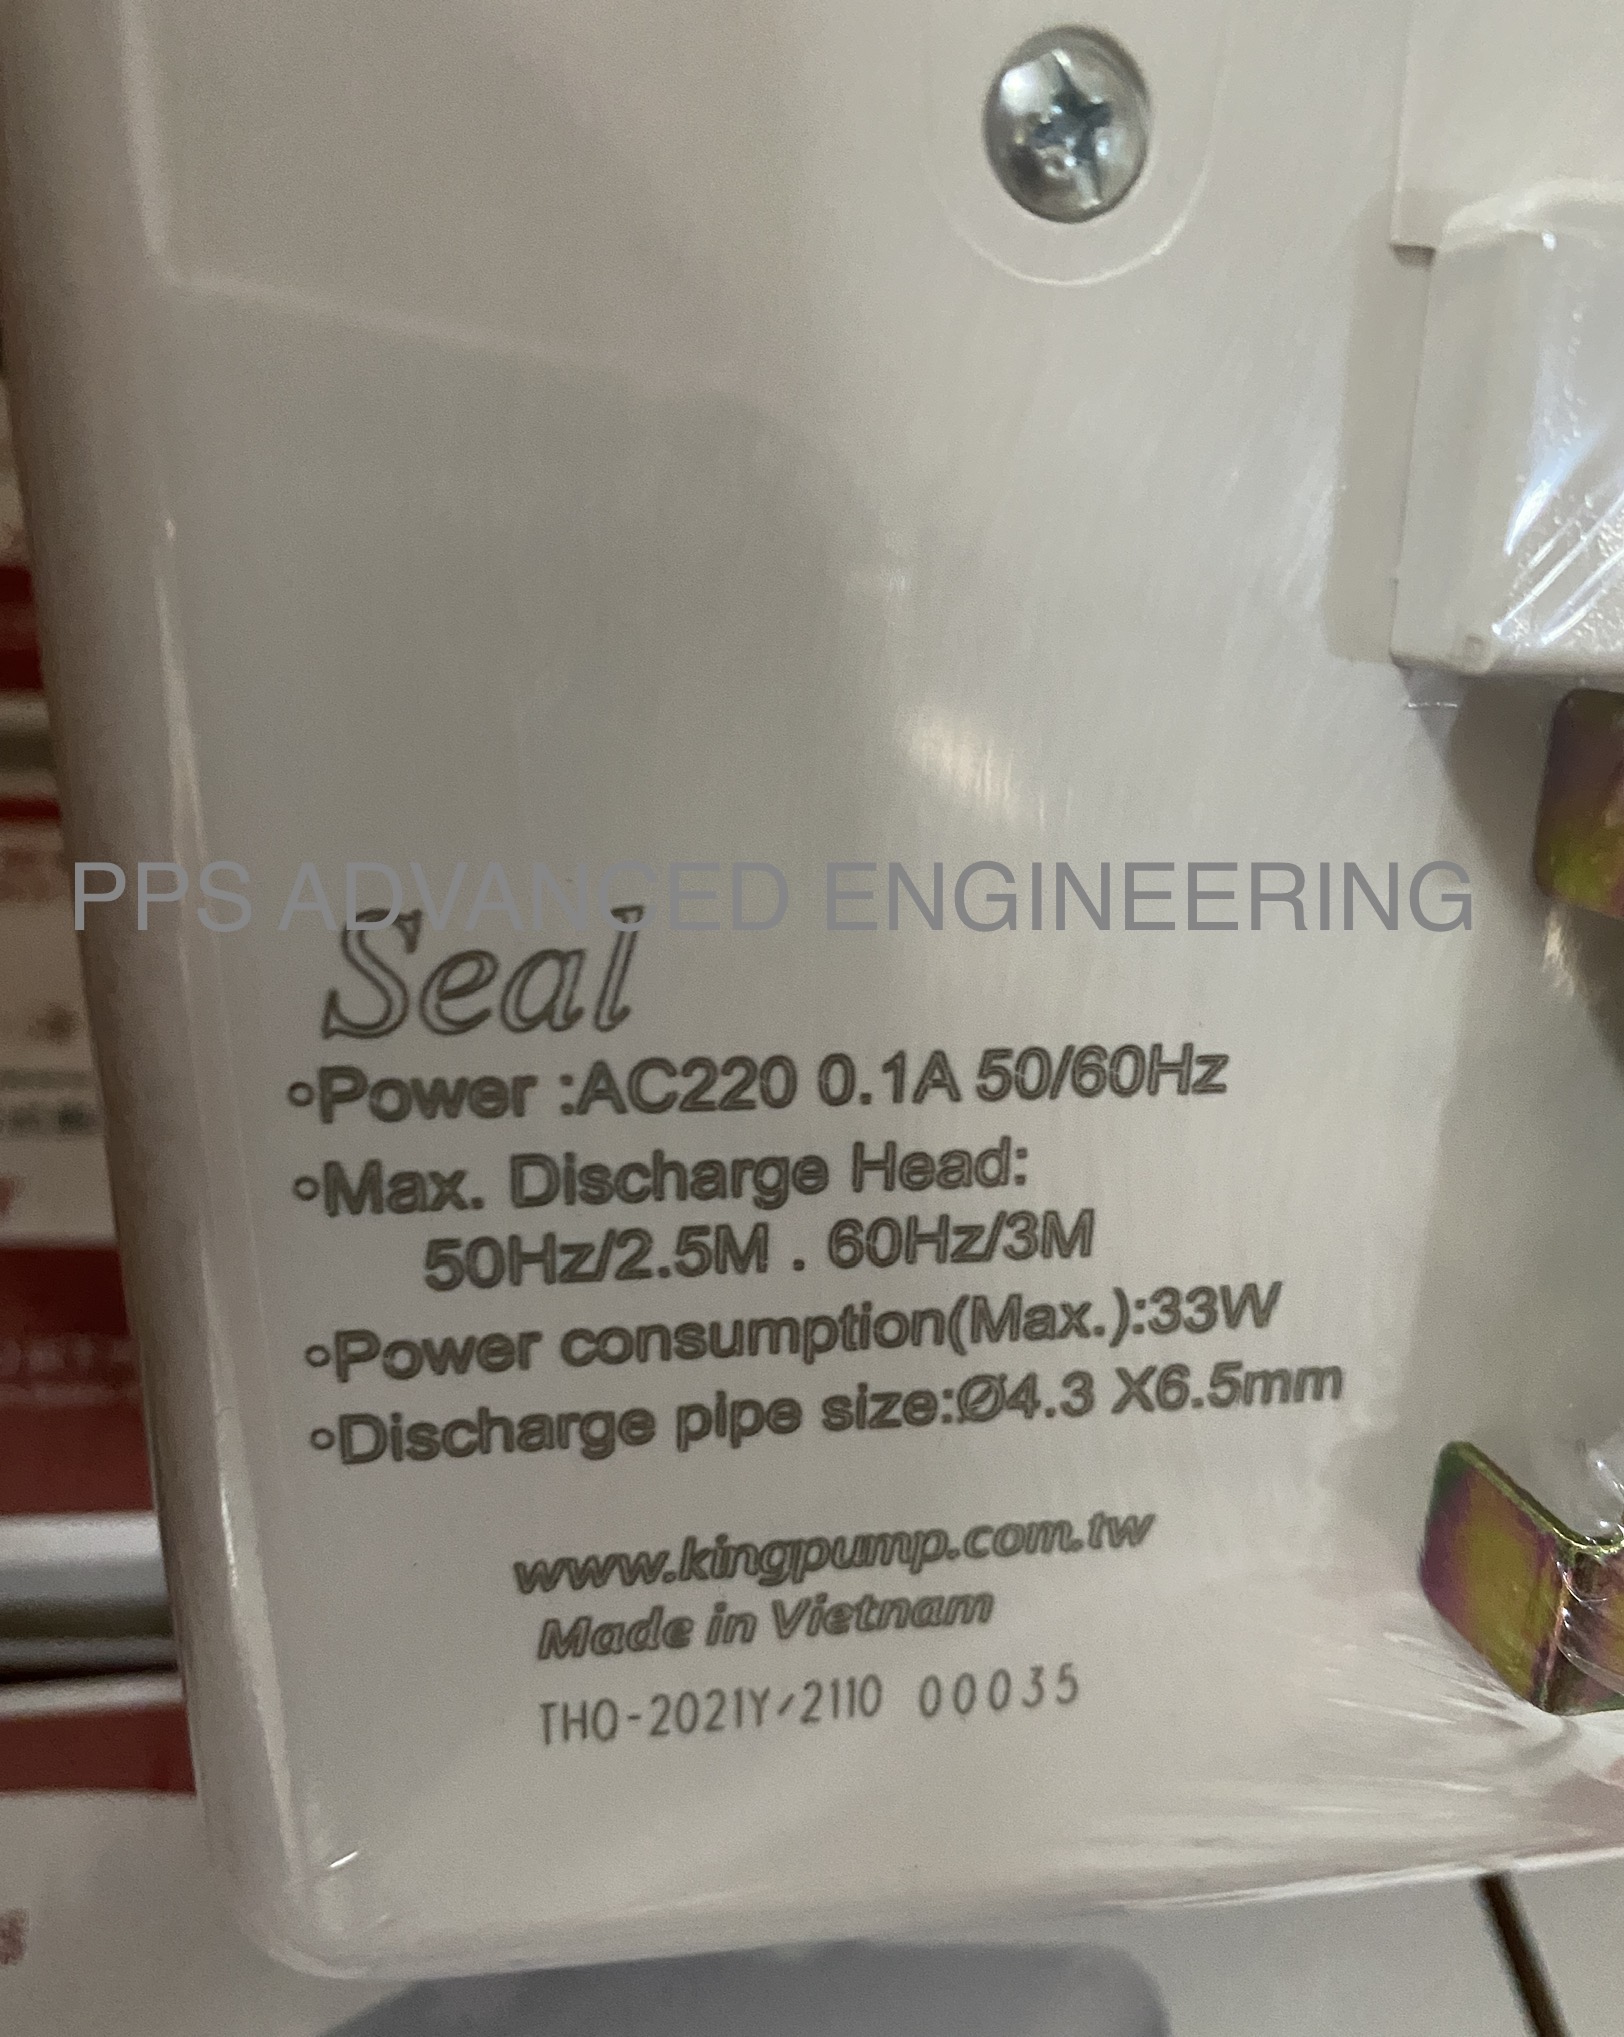 PPS ADVANCED ENGINEERING
Seal
◦Power :AC220 0.1A 50/60Hz
◦Max. Discharge Head:
50Hz/2.5M . 60Hz/3M
◦Power consumption(Max.):33W
◦Discharge pipe size:Ø4.3 X6.5mm
www.kingpump.com.tw
Made in Vietnam
THO-2021Y/2110 00035